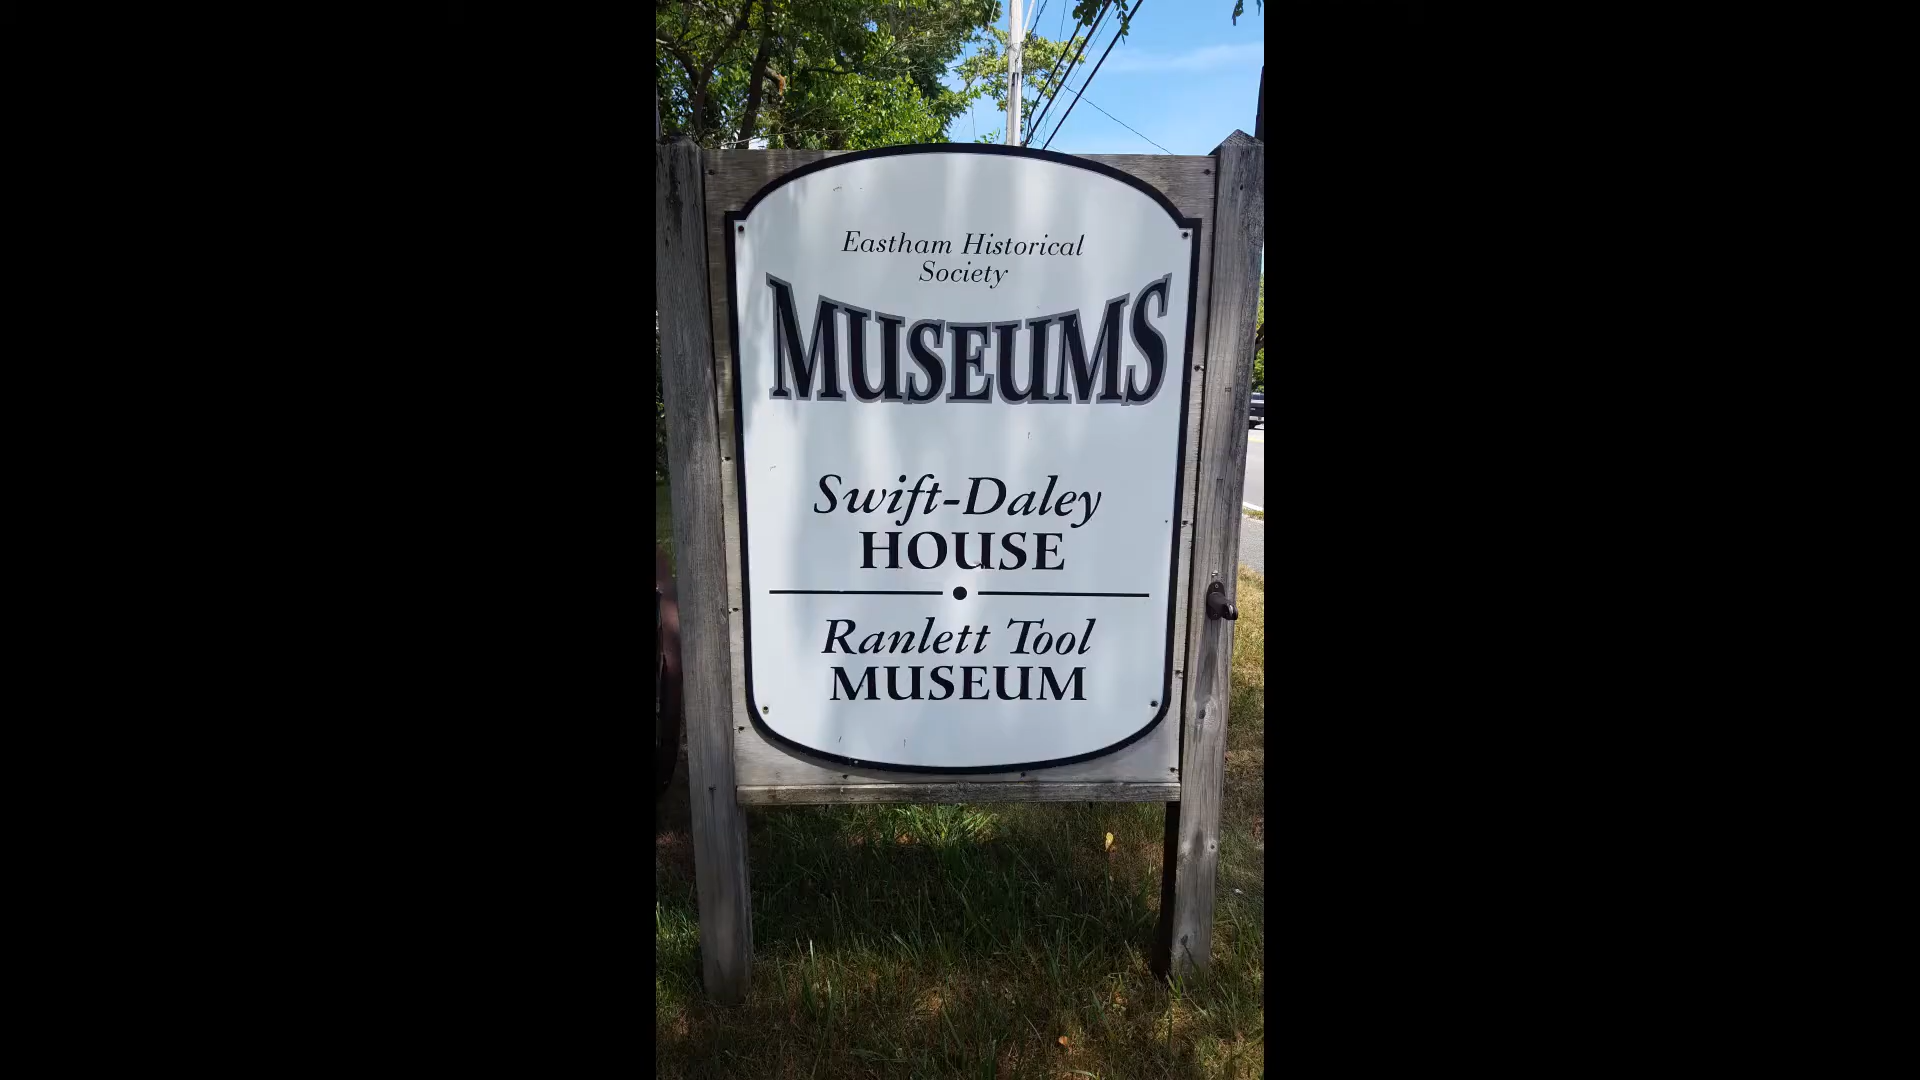 Eastham Historical
Society
MUSEUMS
Swift-Daley
HOUSE
Ranlett Tool
MUSEUM